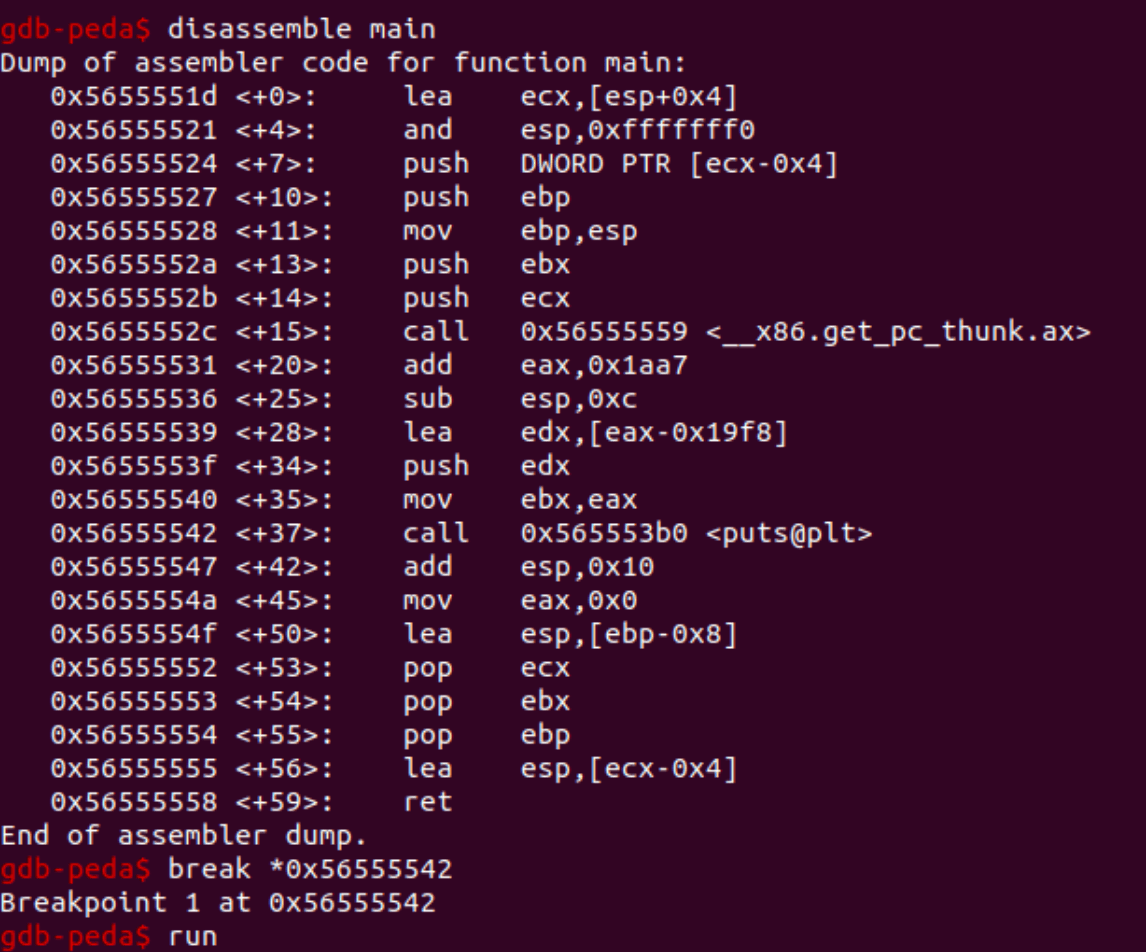 gdb-peda$ disassemble main
Dump of assembler code for function main:
   0x5655551d <+0>:	lea    ecx,[esp+0x4]
   0x56555521 <+4>:	and    esp,0xfffffff0
   0x56555524 <+7>:	push   DWORD PTR [ecx-0x4]
   0x56555527 <+10>:	push   ebp
   0x56555528 <+11>:	mov    ebp,esp
   0x5655552a <+13>:	push   ebx
   0x5655552b <+14>:	push   ecx
   0x5655552c <+15>:	call   0x56555559 <__x86.get_pc_thunk.ax>
   0x56555531 <+20>:	add    eax,0x1aa7
   0x56555536 <+25>:	sub    esp,0xc
   0x56555539 <+28>:	lea    edx,[eax-0x19f8]
   0x5655553f <+34>:	push   edx
   0x56555540 <+35>:	mov    ebx,eax
   0x56555542 <+37>:	call   0x565553b0 <puts@plt>
   0x56555547 <+42>:	add    esp,0x10
   0x5655554a <+45>:	mov    eax,0x0
   0x5655554f <+50>:	lea    esp,[ebp-0x8]
   0x56555552 <+53>:	pop    ecx
   0x56555553 <+54>:	pop    ebx
   0x56555554 <+55>:	pop    ebp
   0x56555555 <+56>:	lea    esp,[ecx-0x4]
   0x56555558 <+59>:	ret
End of assembler dump.
gdb-peda$ break *0x56555542
Breakpoint 1 at 0x56555542
gdb-peda$ run